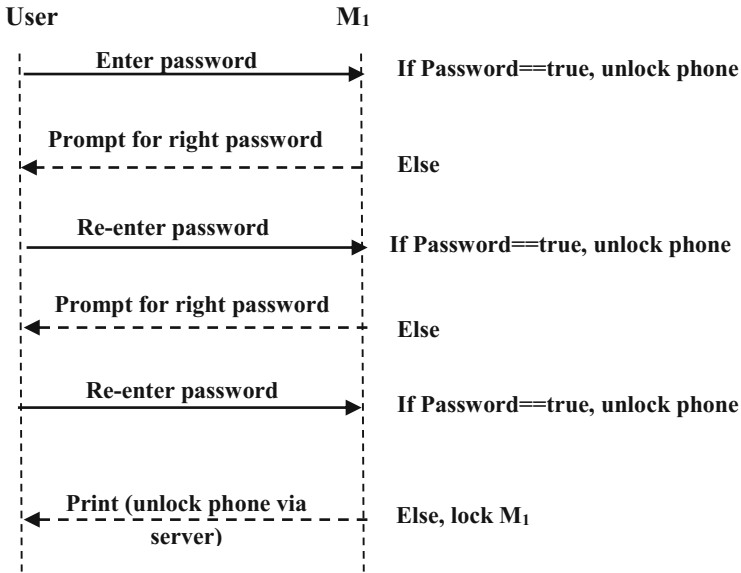 User M₁
Enter password
If Password==true, unlock phone
Prompt for right password
Else
Re-enter password
If Password==true, unlock phone
Prompt for right password
Else
Re-enter password
If Password==true, unlock phone
Print (unlock phone via
server)
Else, lock M₁